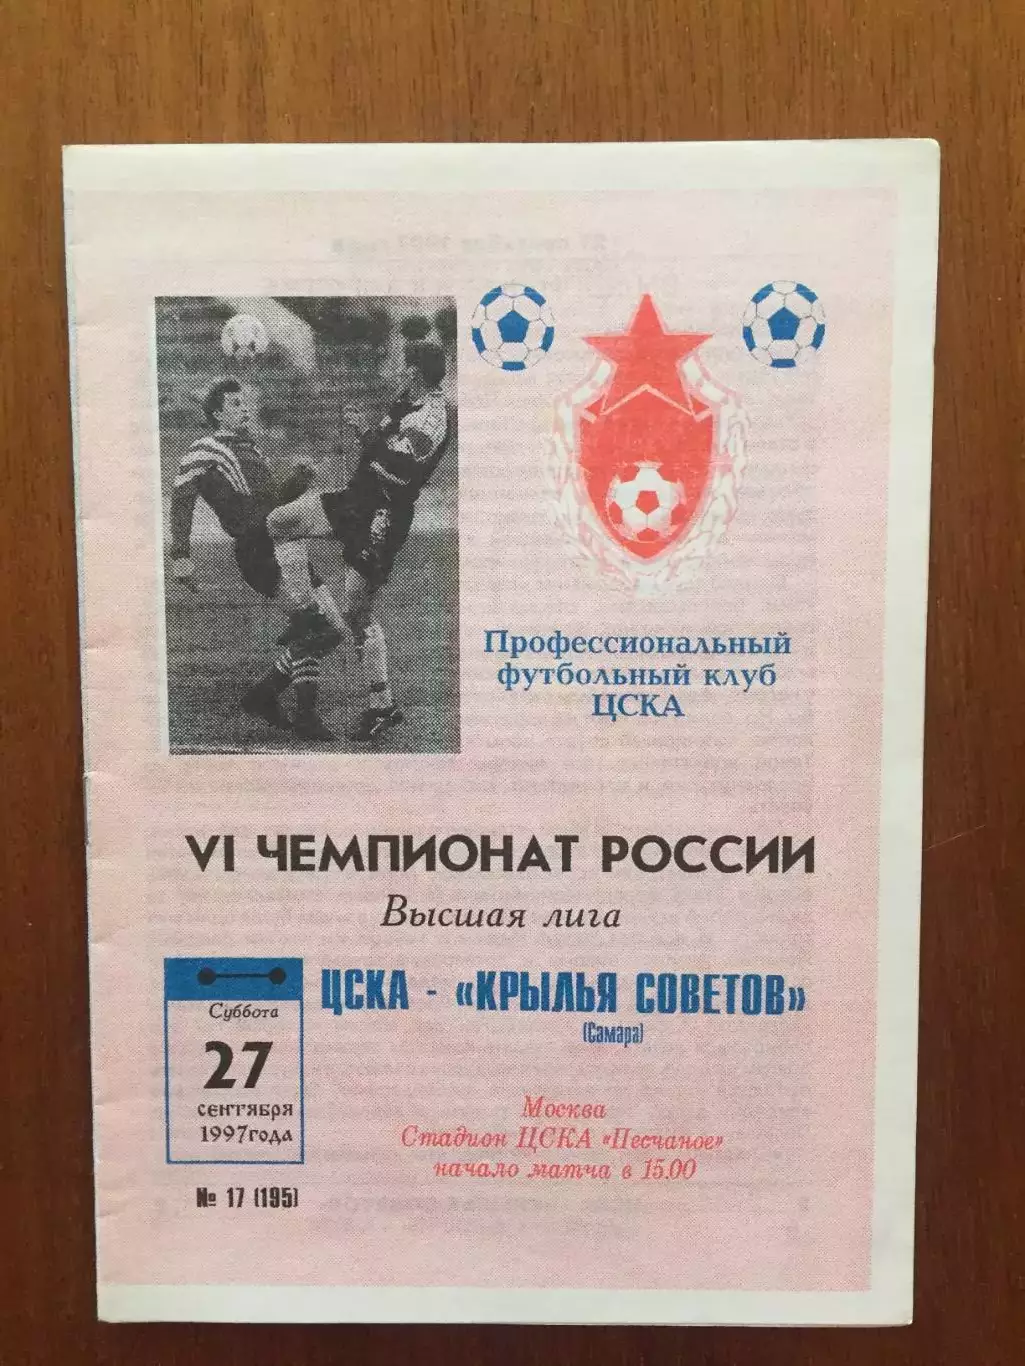 Профессиональный
футбольный клуб
ЦСКА
VI ЧЕМПИОНАТ РОССИИ
Высшая лига
ЦСКА - «КРЫЛЬЯ СОВЕТОВ»
(Самара)
Суббота
27
сентября
1997года
Москва
Стадион ЦСКА «Песчаное»
начало матча в 15.00
№ 17 (195)